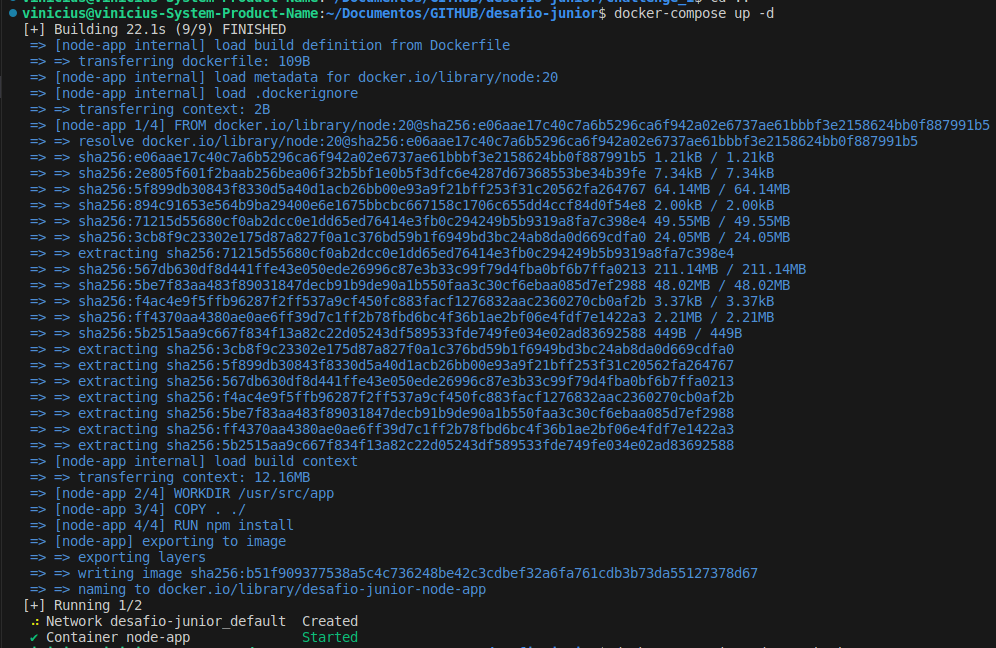 vinicius@vinicius-System-Product-Name:~/Documentos/GITHUB/desafio-junior$ docker-compose up -d
[+] Building 22.1s (9/9) FINISHED
=> [node-app internal] load build definition from Dockerfile
=> => transferring dockerfile: 109B
=> [node-app internal] load metadata for docker.io/library/node:20
=> [node-app internal] load .dockerignore
=> => transferring context: 2B
=> [node-app 1/4] FROM docker.io/library/node:20@sha256:e06aae17c40c7a6b5296ca6f942a02e6737ae61bbbf3e2158624bb0f887991b5
=> => resolve docker.io/library/node:20@sha256:e06aae17c40c7a6b5296ca6f942a02e6737ae61bbbf3e2158624bb0f887991b5
=> => sha256:e06aae17c40c7a6b5296ca6f942a02e6737ae61bbbf3e2158624bb0f887991b5 1.21kB / 1.21kB
=> => sha256:2e805f601f2baab256bea06f32b5bf1e0b5f3dfc6e4287d67368553be34b39fe 7.34kB / 7.34kB
=> => sha256:5f899db30843f8330d5a40d1acb26bb00e93a9f21bff253f31c20562fa264767 64.14MB / 64.14MB
=> => sha256:894c91653e564b9ba29400e6e1675bbcbc667158c1706c655dd4ccf84d0f54e8 2.00kB / 2.00kB
=> => sha256:71215d55680cf0ab2dcc0e1dd65ed76414e3fb0c294249b5b9319a8fa7c398e4 49.55MB / 49.55MB
=> => sha256:3cb8f9c23302e175d87a827f0a1c376bd59b1f6949bd3bc24ab8da0d669cdfa0 24.05MB / 24.05MB
=> => extracting sha256:71215d55680cf0ab2dcc0e1dd65ed76414e3fb0c294249b5b9319a8fa7c398e4
=> => sha256:567db630df8d441ffe43e050ede26996c87e3b33c99f79d4fba0bf6b7ffa0213 211.14MB / 211.14MB
=> => sha256:5be7f83aa483f89031847decb91b9de90a1b550faa3c30cf6ebaa085d7ef2988 48.02MB / 48.02MB
=> => sha256:f4ac4e9f5ffb96287f2ff537a9cf450fc883facf1276832aac2360270cb0af2b 3.37kB / 3.37kB
=> => sha256:ff4370aa4380ae0ae6ff39d7c1ff2b78fbd6bc4f36b1ae2bf06e4fdf7e1422a3 2.21MB / 2.21MB
=> => sha256:5b2515aa9c667f834f13a82c22d05243df589533fde749fe034e02ad83692588 449B / 449B
=> => extracting sha256:3cb8f9c23302e175d87a827f0a1c376bd59b1f6949bd3bc24ab8da0d669cdfa0
=> => extracting sha256:5f899db30843f8330d5a40d1acb26bb00e93a9f21bff253f31c20562fa264767
=> => extracting sha256:567db630df8d441ffe43e050ede26996c87e3b33c99f79d4fba0bf6b7ffa0213
=> => extracting sha256:f4ac4e9f5ffb96287f2ff537a9cf450fc883facf1276832aac2360270cb0af2b
=> => extracting sha256:5be7f83aa483f89031847decb91b9de90a1b550faa3c30cf6ebaa085d7ef2988
=> => extracting sha256:ff4370aa4380ae0ae6ff39d7c1ff2b78fbd6bc4f36b1ae2bf06e4fdf7e1422a3
=> => extracting sha256:5b2515aa9c667f834f13a82c22d05243df589533fde749fe034e02ad83692588
=> [node-app internal] load build context
=> => transferring context: 12.16MB
=> [node-app 2/4] WORKDIR /usr/src/app
=> [node-app 3/4] COPY . ./
=> [node-app 4/4] RUN npm install
=> [node-app] exporting to image
=> => exporting layers
=> => writing image sha256:b51f909377538a5c4c736248be42c3cdbef32a6fa761cdb3b73da55127378d67
=> => naming to docker.io/library/desafio-junior-node-app
[+] Running 1/2
⠴ Network desafio-junior_default Created
✔ Container node-app Started